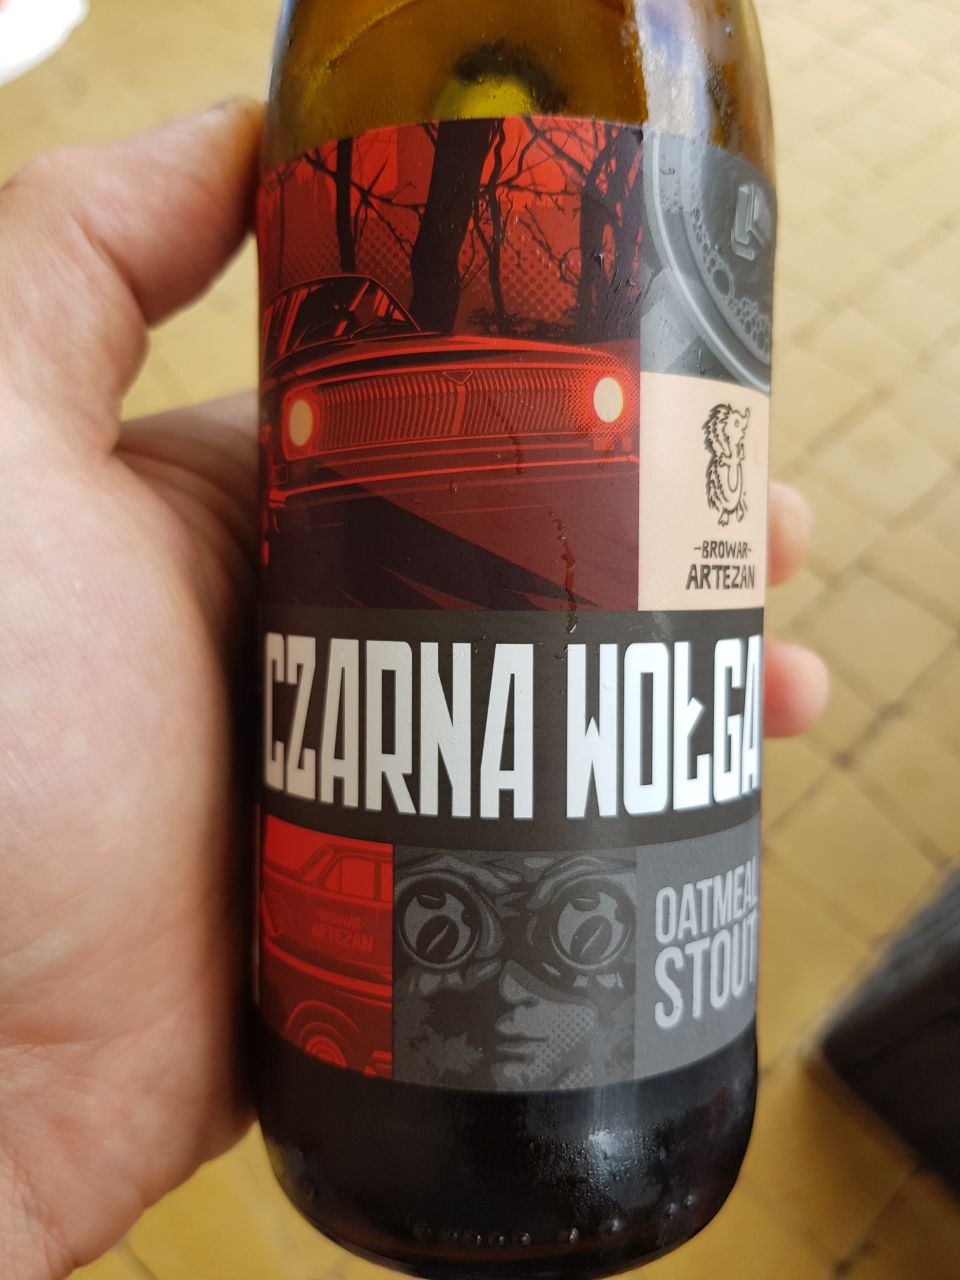 -BROWAR-
ARTEZAN
CZARNA WOŁGA
-BROWAR-
ARTEZAN
OATMEAL
STOUT